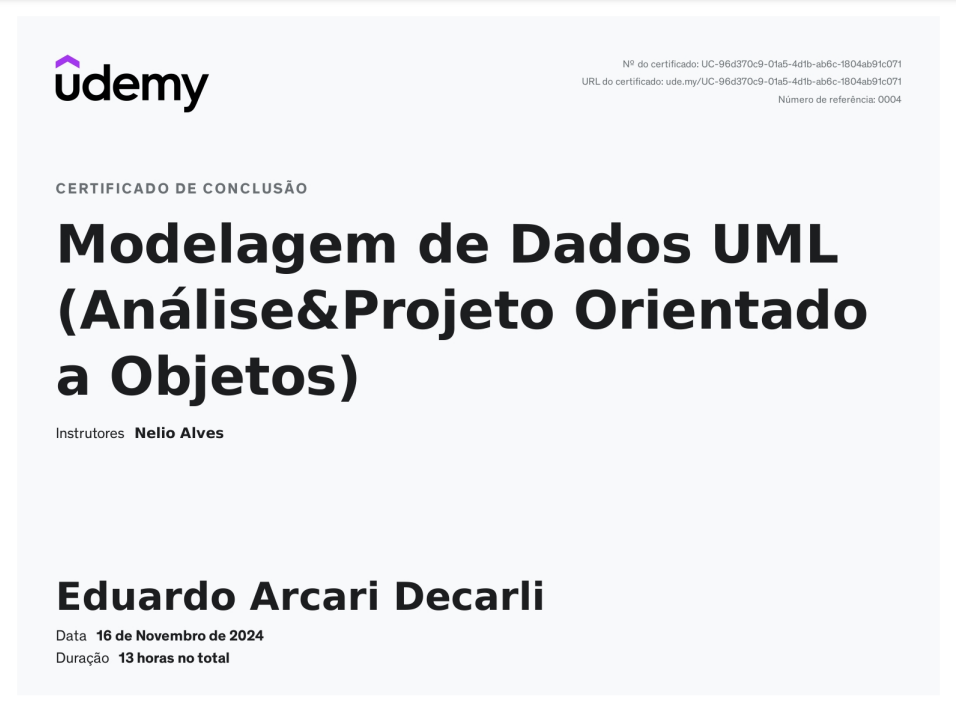 udemy
Nº do certificado: UC-96d370c9-01a5-4d1b-ab6c-1804ab91c071
URL do certificado: ude.my/UC-96d370c9-01a5-4d1b-ab6c-1804ab91c071
Número de referência: 0004
CERTIFICADO DE CONCLUSÃO
Modelagem de Dados UML
(Análise&Projeto Orientado
a Objetos)
Instrutores Nelio Alves
Eduardo Arcari Decarli
Data 16 de Novembro de 2024
Duração 13 horas no total